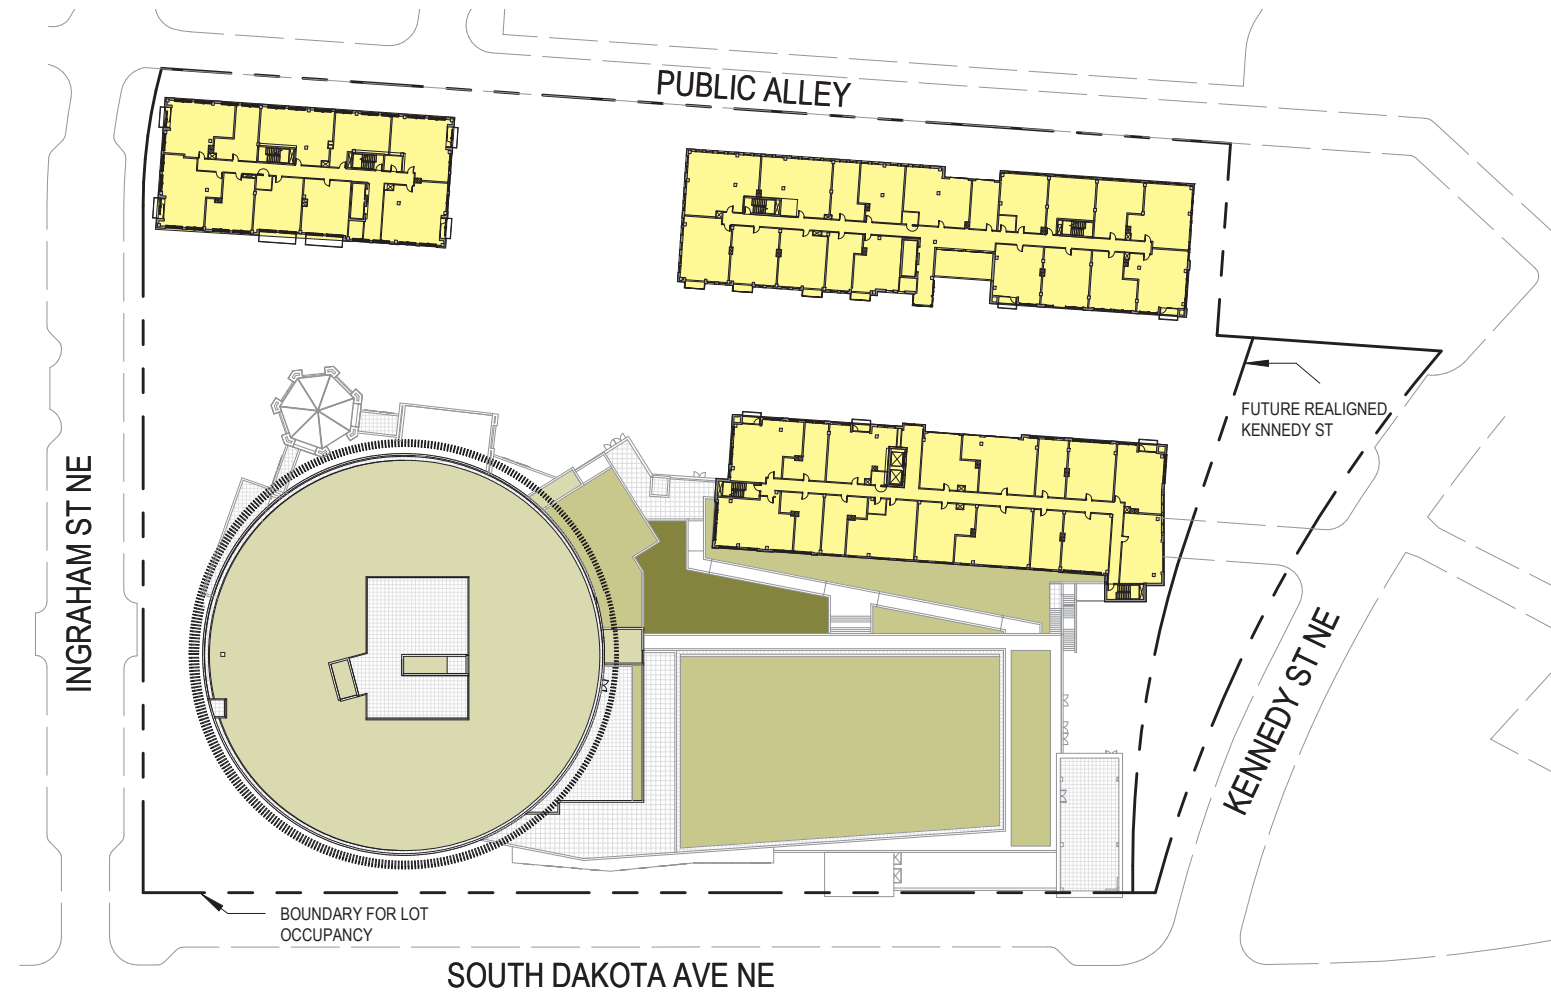 PUBLIC ALLEY
FUTURE REALIGNED
KENNEDY ST
INGRAHAM ST NE
KENNEDY ST NE
BOUNDARY FOR LOT
OCCUPANCY
SOUTH DAKOTA AVE NE